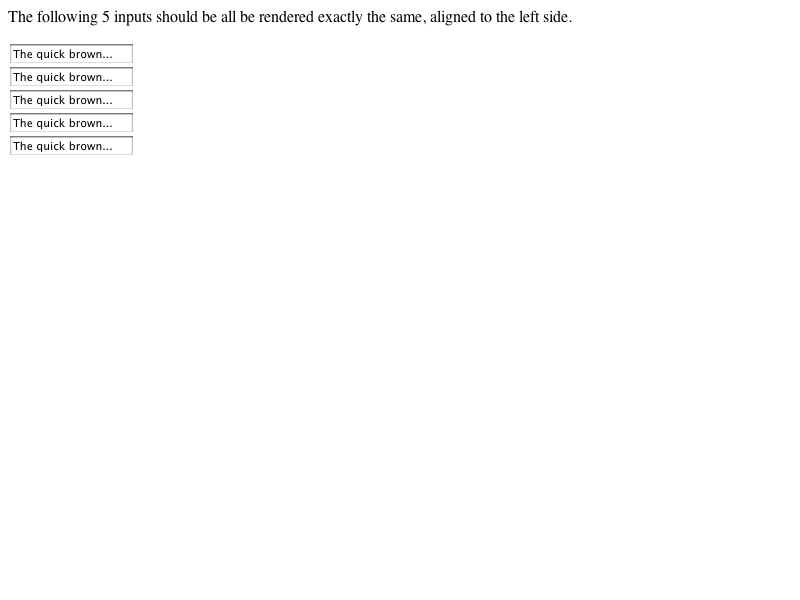 The following 5 inputs should be all be rendered exactly the same, aligned to the left side.
The quick brown...
The quick brown...
The quick brown...
The quick brown...
The quick brown...